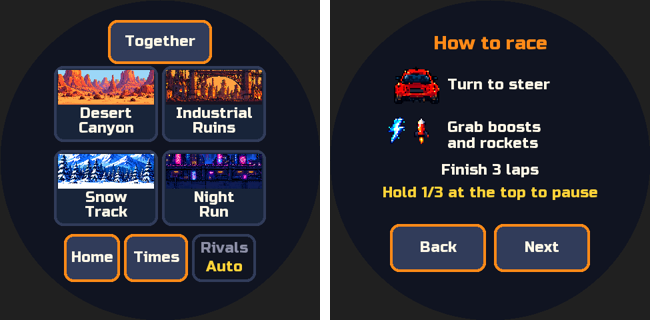 Together
Desert
Canyon
Industrial
Ruins
Snow
Track
Night
Run
Home
Times
Rivals
Auto
How to race
Turn to steer
Grab boosts
and rockets
Finish 3 laps
Hold 1/3 at the top to pause
Back
Next